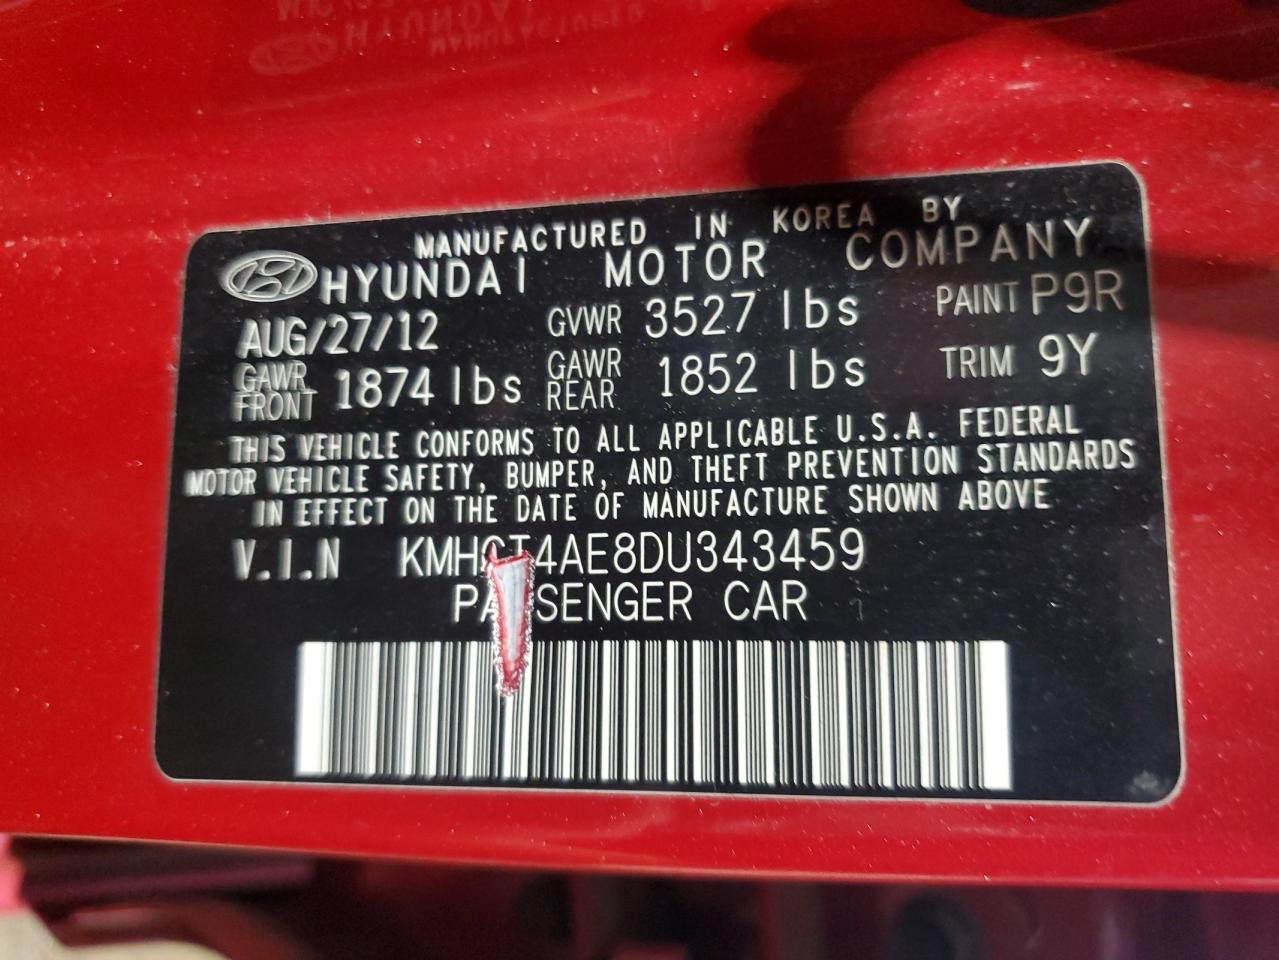 MANUFACTURED IN KOREA BY
HYUNDAI MOTOR COMPANY
AUG/27/12 GVWR 3527 lbs PAINT P9R
GAWR FRONT 1874 lbs GAWR REAR 1852 lbs TRIM 9Y
THIS VEHICLE CONFORMS TO ALL APPLICABLE U.S.A. FEDERAL
MOTOR VEHICLE SAFETY, BUMPER, AND THEFT PREVENTION STANDARDS
IN EFFECT ON THE DATE OF MANUFACTURE SHOWN ABOVE
V.I.N KMHCT4AE8DU343459
PASSENGER CAR